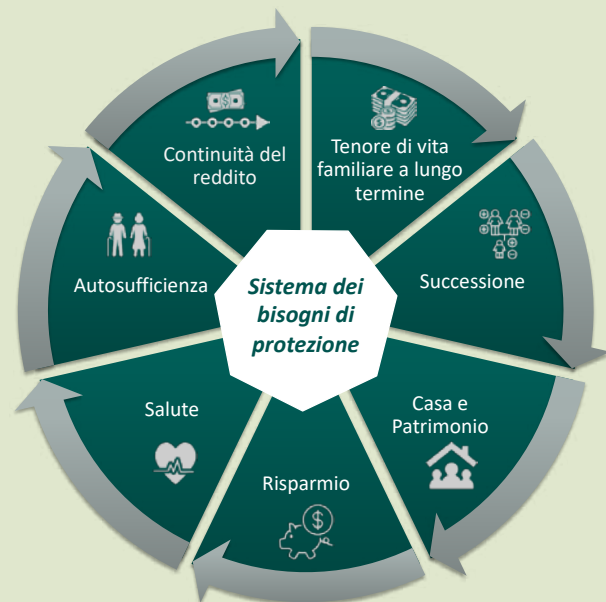 Continuità del
reddito
Tenore di vita
familiare a lungo
termine
Successione
Casa e
Patrimonio
Risparmio
Salute
Autosufficienza
Sistema dei
bisogni di
protezione